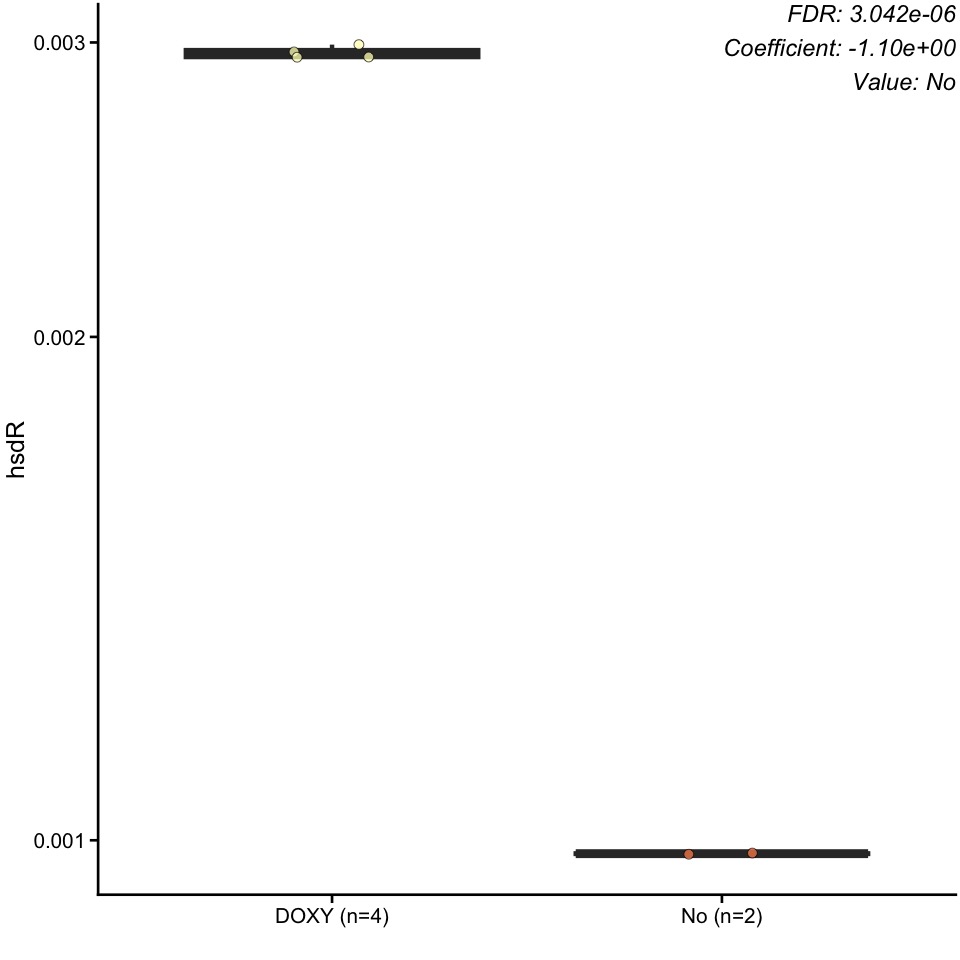 FDR: 3.042e-06
Coefficient: -1.10e+00
Value: No
0.003
0.002
0.001
hsdR
DOXY (n=4)
No (n=2)